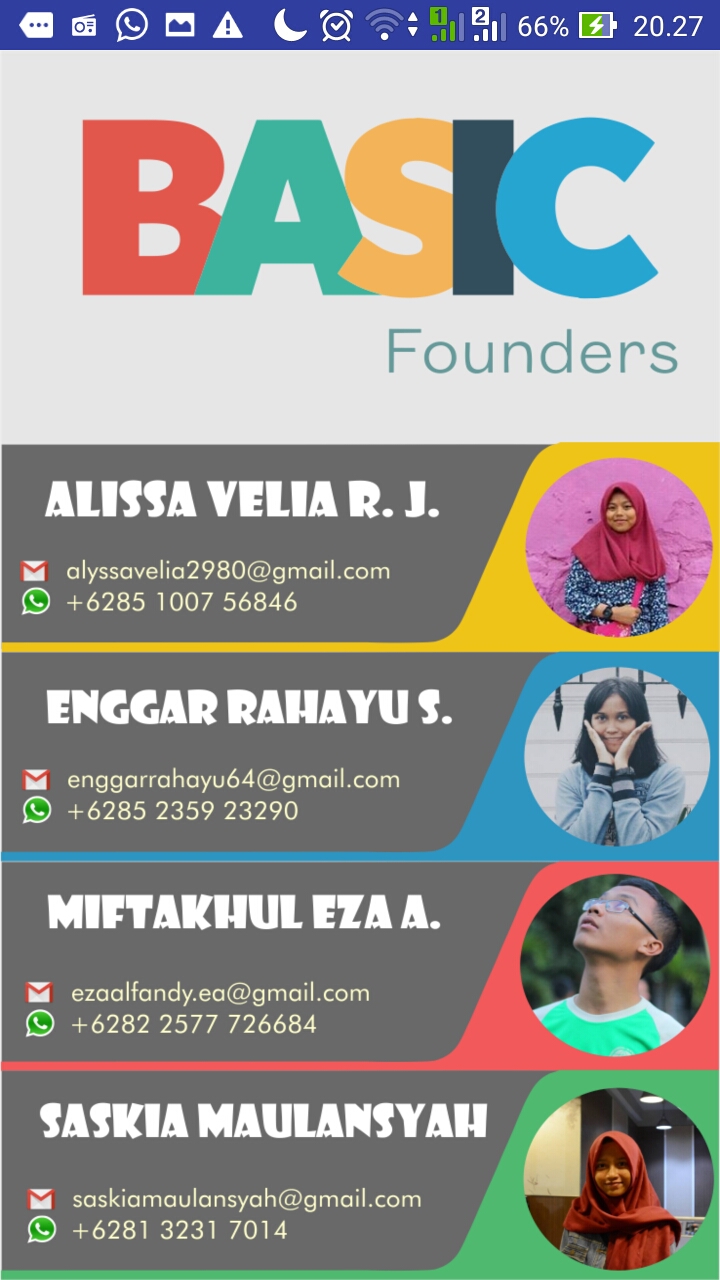 1 2 66% 20.27
BASIC
Founders
ALISSA VELIA R. J.
alyssavelia2980@gmail.com
+6285 1007 56846
ENGGAR RAHAYU S.
enggarrahayu64@gmail.com
+6285 2359 23290
MIFTAKHUL EZA A.
ezaalfandy.ea@gmail.com
+6282 2577 726684
SASKIA MAULANSYAH
saskiamaulansyah@gmail.com
+6281 3231 7014